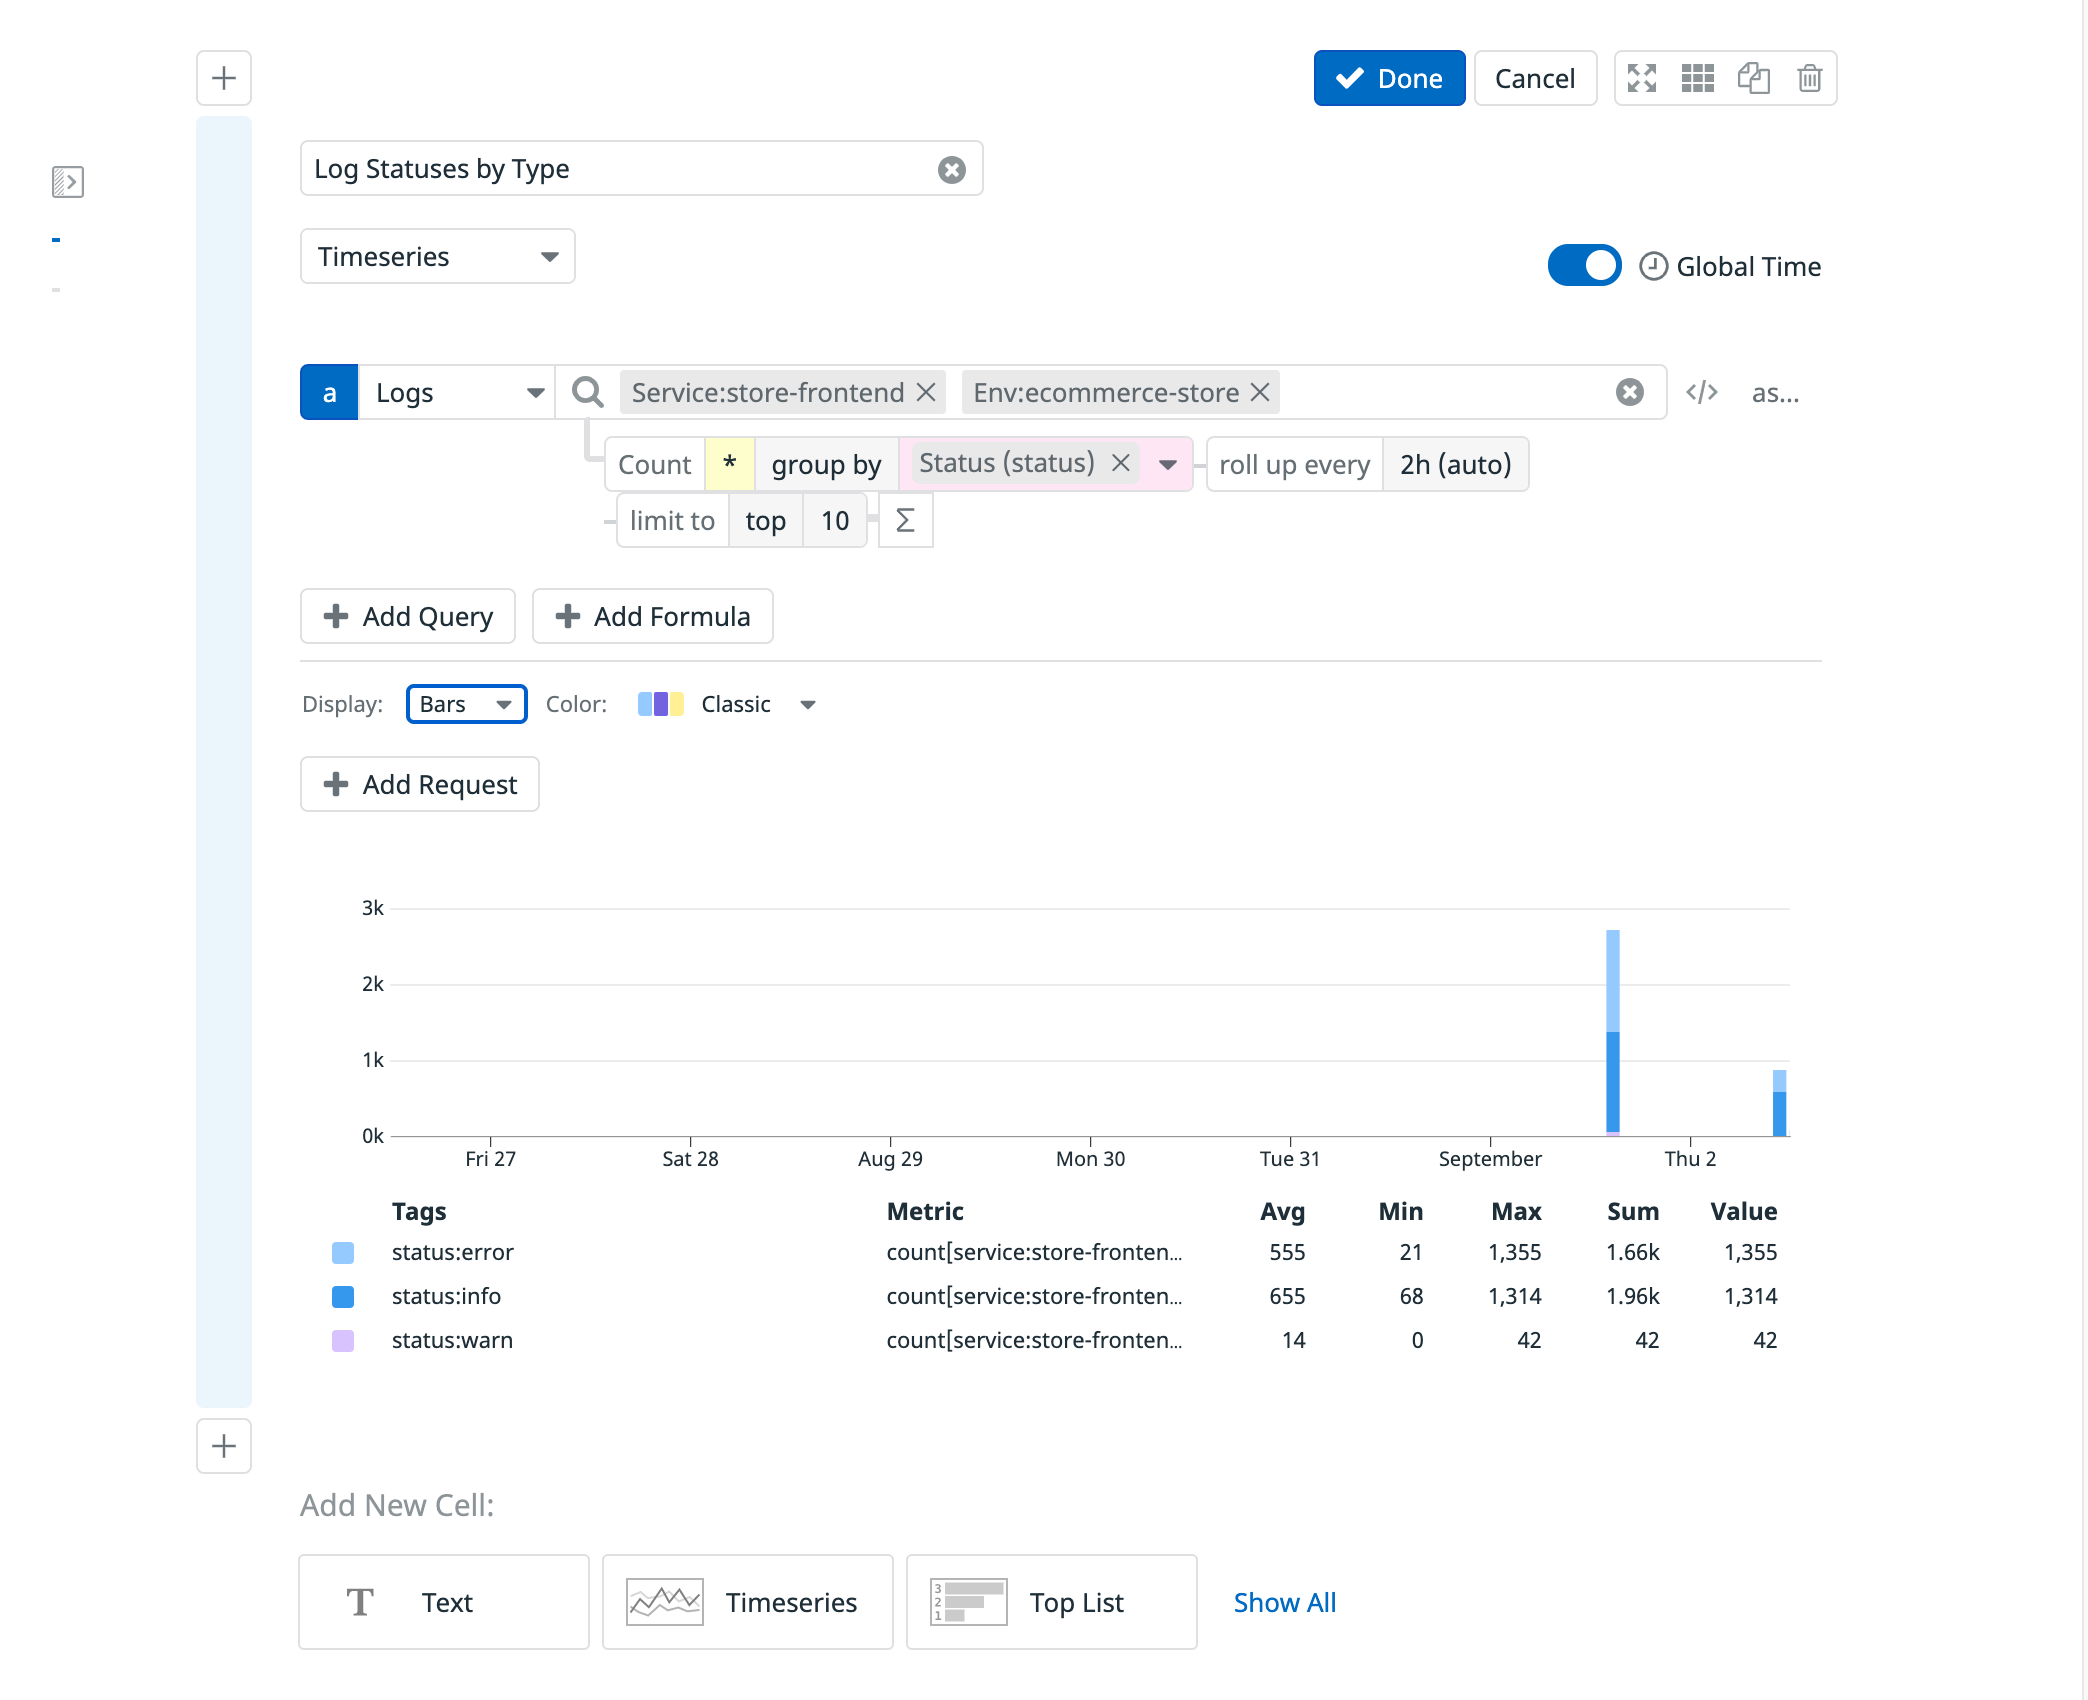 Done Cancel
Log Statuses by Type
Timeseries
Global Time
a Logs Service:store-frontend Env:ecommerce-store </> as...
Count * group by Status (status) roll up every 2h (auto)
limit to top 10 Σ
Add Query Add Formula
Display: Bars Color: Classic
Add Request
3k
2k
1k
0k
Fri 27 Sat 28 Aug 29 Mon 30 Tue 31 September Thu 2
Tags Metric Avg Min Max Sum Value
status:error count[service:store-fronten... 555 21 1,355 1.66k 1,355
status:info count[service:store-fronten... 655 68 1,314 1.96k 1,314
status:warn count[service:store-fronten... 14 0 42 42 42
Add New Cell:
T Text Timeseries 3 2 1 Top List Show All